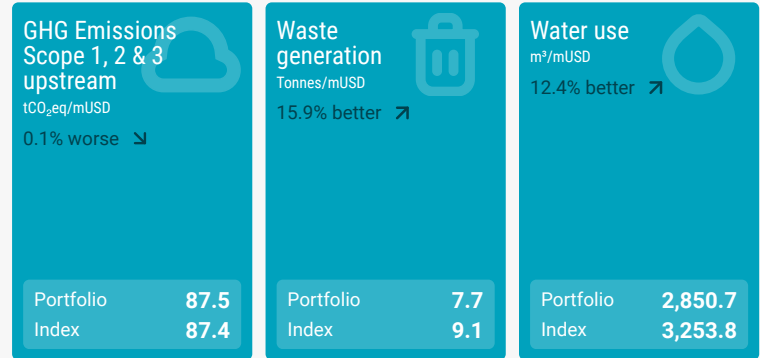 GHG Emissions
Scope 1, 2 & 3
upstream
tCO₂eq/mUSD
0.1% worse
Portfolio 87.5
Index 87.4
Waste
generation
Tonnes/mUSD
15.9% better
Portfolio 7.7
Index 9.1
Water use
m³/mUSD
12.4% better
Portfolio 2,850.7
Index 3,253.8